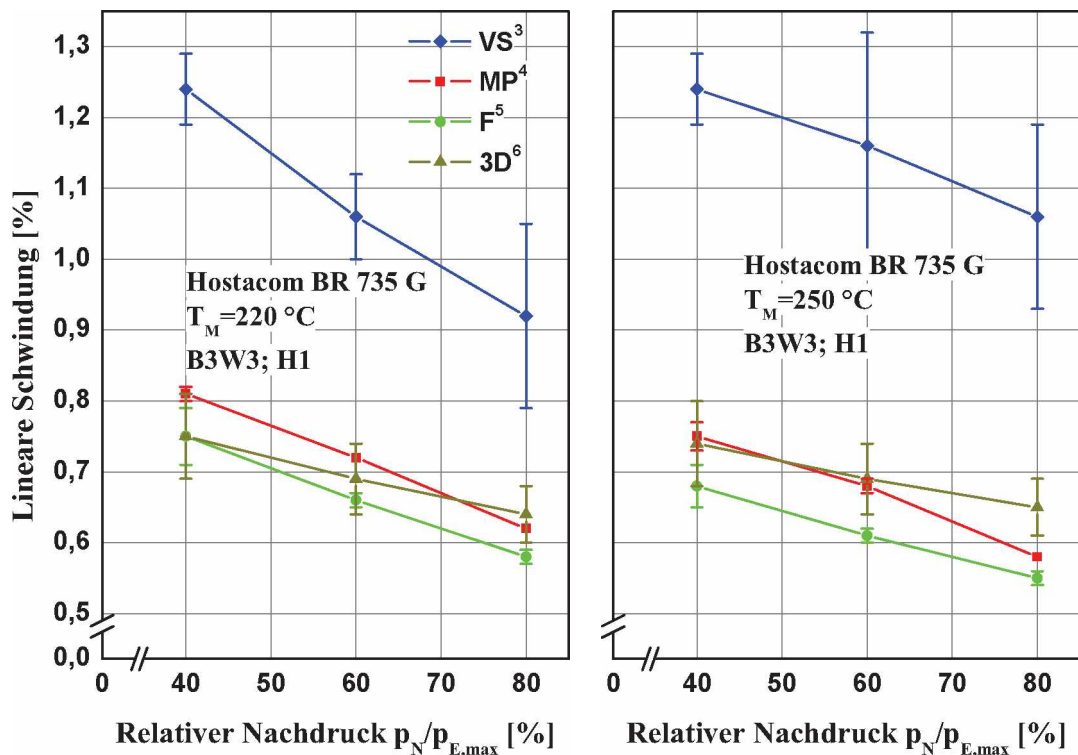 1,3
1,2
1,1
1,0
0,9
0,8
0,7
0,6
0,5
0,0
Lineare Schwindung [%]
VS³
MP⁴
F⁵
3D⁶
Hostacom BR 735 G
T_M=220 °C
B3W3; H1
0 40 50 60 70 80
Relativer Nachdruck p_N/p_E,max [%]
Hostacom BR 735 G
T_M=250 °C
B3W3; H1
0 40 50 60 70 80
Relativer Nachdruck p_N/p_E,max [%]